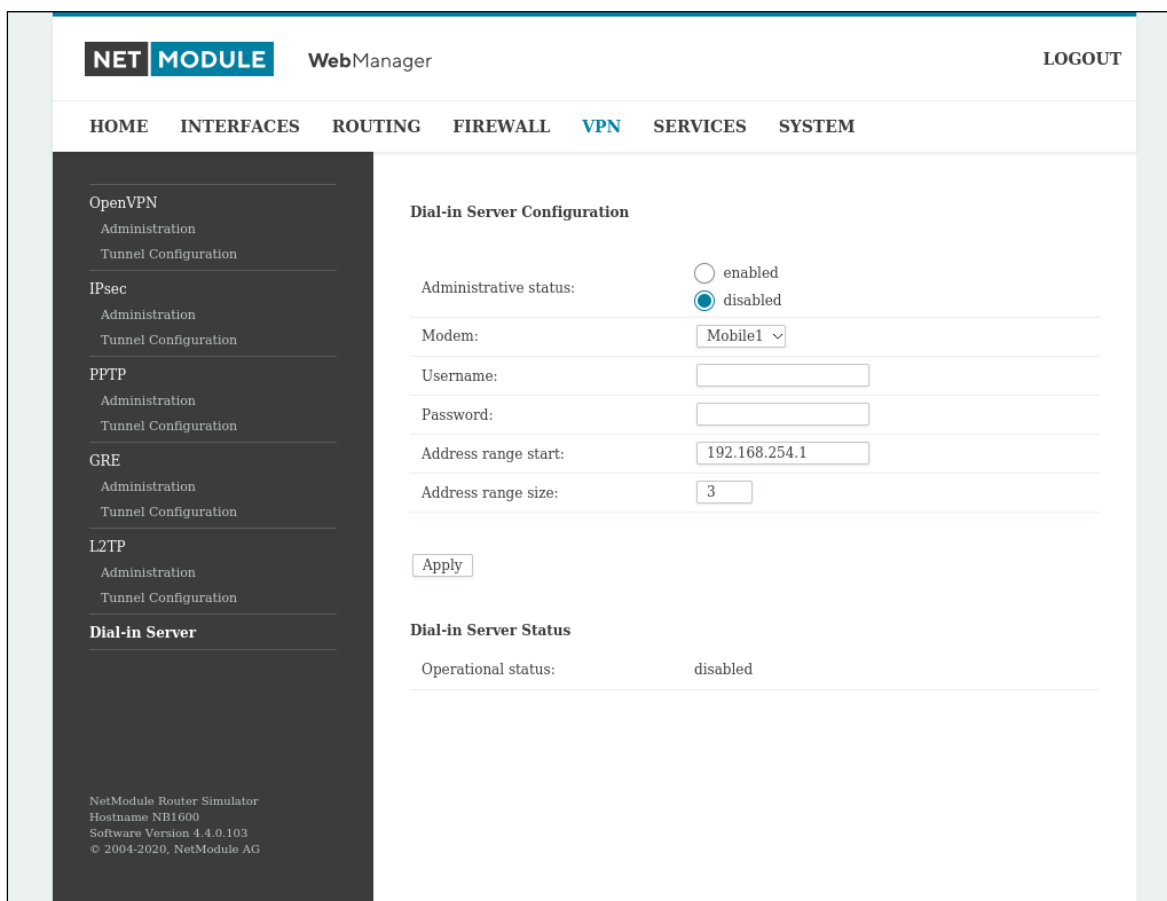 NET MODULE WebManager LOGOUT
HOME INTERFACES ROUTING FIREWALL VPN SERVICES SYSTEM
OpenVPN
Administration
Tunnel Configuration
IPsec
Administration
Tunnel Configuration
PPTP
Administration
Tunnel Configuration
GRE
Administration
Tunnel Configuration
L2TP
Administration
Tunnel Configuration
Dial-in Server
NetModule Router Simulator
Hostname NB1600
Software Version 4.4.0.103
© 2004-2020, NetModule AG
Dial-in Server Configuration
Administrative status: enabled
disabled
Modem: Mobile1
Username:
Password:
Address range start: 192.168.254.1
Address range size: 3
Apply
Dial-in Server Status
Operational status: disabled